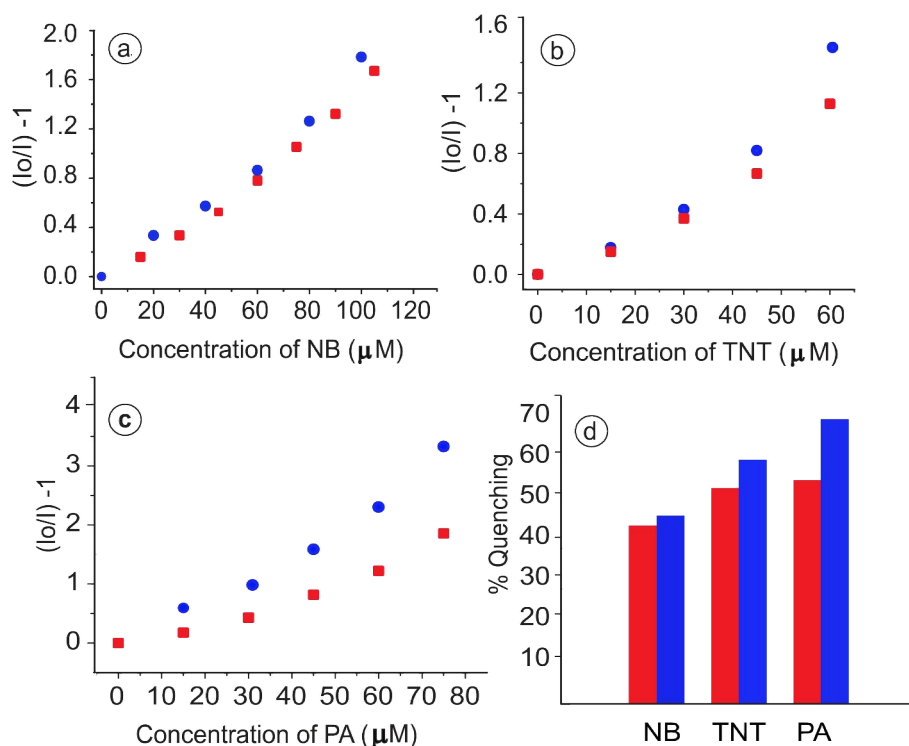 a
(Io/I) -1
2.0
1.6
1.2
0.8
0.4
0.0
0 20 40 60 80 100 120
Concentration of NB (μM)
b
(Io/I) -1
1.6
1.2
0.8
0.4
0.0
0 10 20 30 40 50 60
Concentration of TNT (μM)
c
(Io/I) -1
4
3
2
1
0
0 10 20 30 40 50 60 70 80
Concentration of PA (μM)
d
% Quenching
70
60
50
40
30
20
10
NB TNT PA